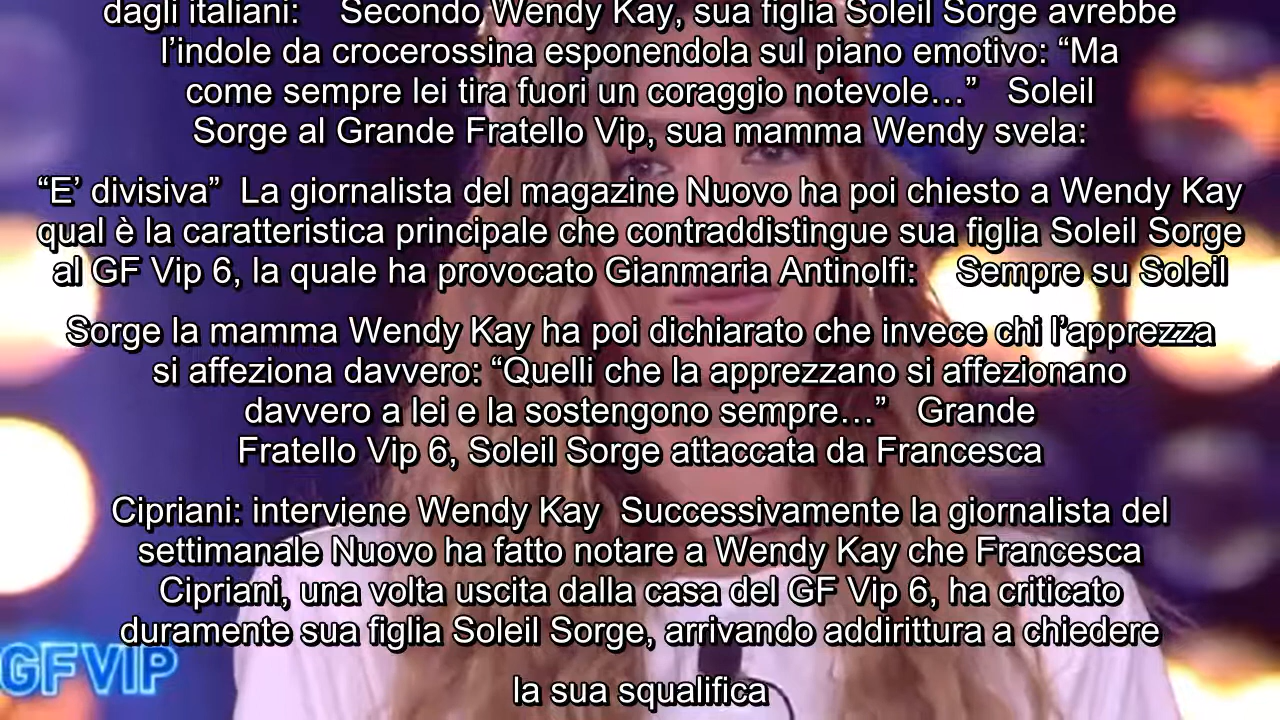 dagli italiani:    Secondo Wendy Kay, sua figlia Soleil Sorge avrebbe
l’indole da crocerossina esponendola sul piano emotivo: “Ma
come sempre lei tira fuori un coraggio notevole…”   Soleil
Sorge al Grande Fratello Vip, sua mamma Wendy svela:
“E’ divisiva”  La giornalista del magazine Nuovo ha poi chiesto a Wendy Kay
qual è la caratteristica principale che contraddistingue sua figlia Soleil Sorge
al GF Vip 6, la quale ha provocato Gianmaria Antinolfi:    Sempre su Soleil
Sorge la mamma Wendy Kay ha poi dichiarato che invece chi l’apprezza
si affeziona davvero: “Quelli che la apprezzano si affezionano
davvero a lei e la sostengono sempre…”   Grande
Fratello Vip 6, Soleil Sorge attaccata da Francesca
Cipriani: interviene Wendy Kay  Successivamente la giornalista del
settimanale Nuovo ha fatto notare a Wendy Kay che Francesca
Cipriani, una volta uscita dalla casa del GF Vip 6, ha criticato
duramente sua figlia Soleil Sorge, arrivando addirittura a chiedere
GF VIP
la sua squalifica